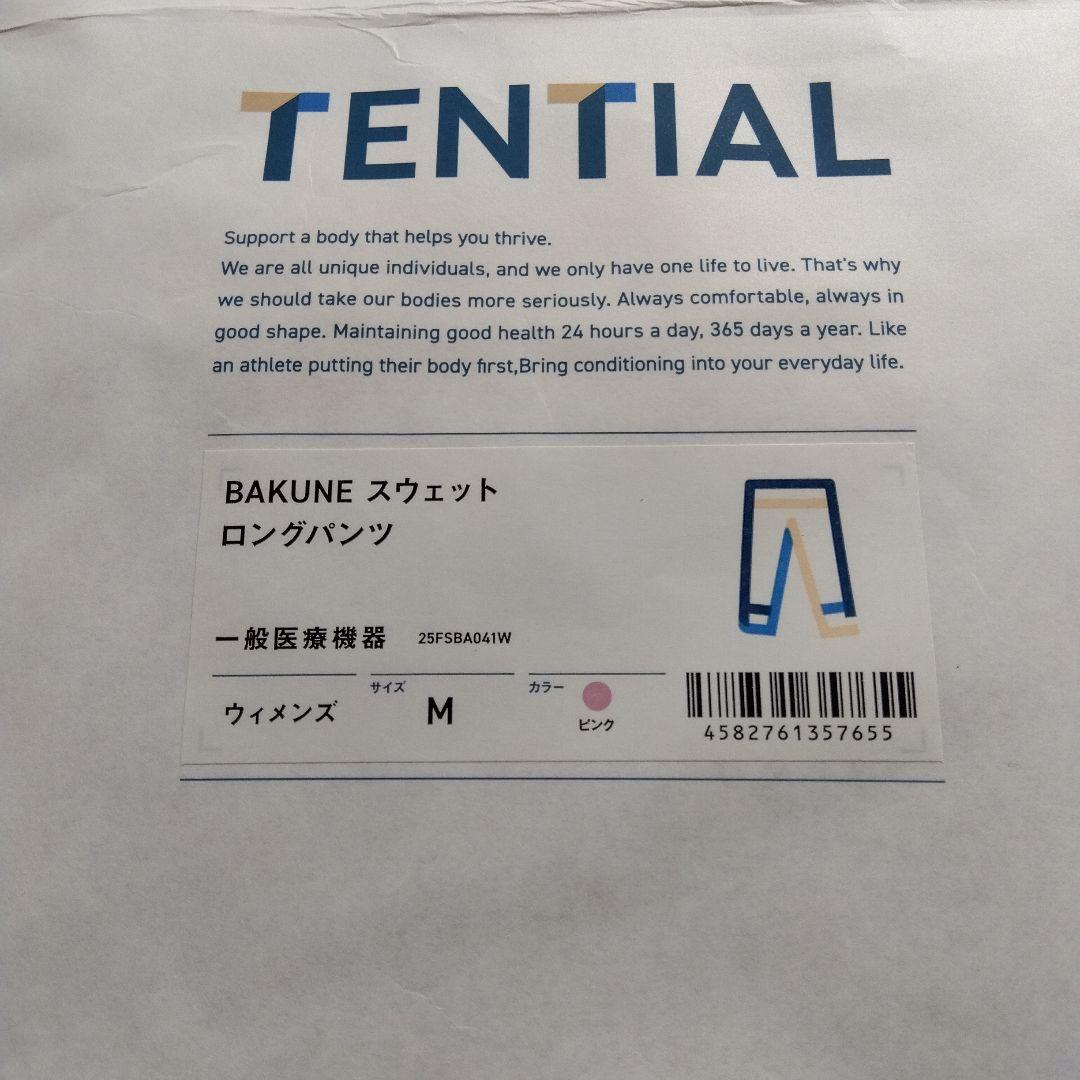 TENTIAL
Support a body that helps you thrive.
We are all unique individuals, and we only have one life to live. That's why
we should take our bodies more seriously. Always comfortable, always in
good shape. Maintaining good health 24 hours a day, 365 days a year. Like
an athlete putting their body first,Bring conditioning into your everyday life.
BAKUNE スウェット
ロングパンツ
一般医療機器 25FSBA041W
ウィメンズ サイズ M カラー ピンク
4582761357655